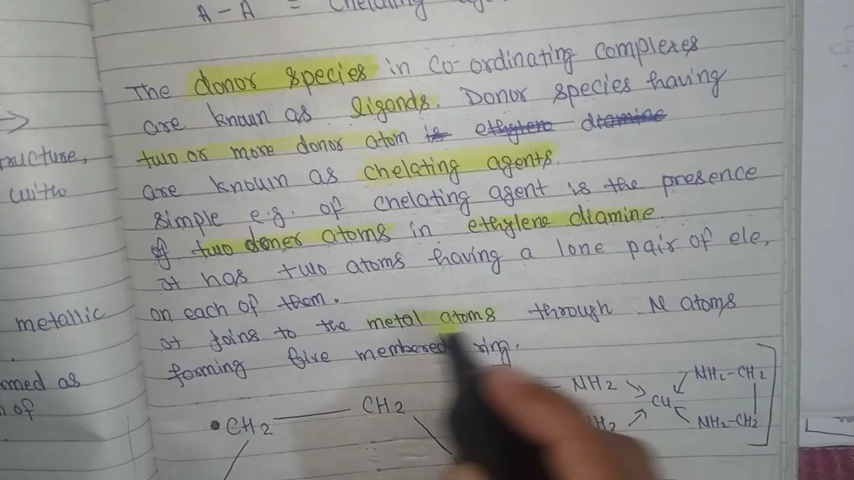 A-A = Chelating
The donor species in co-ordinating complexes
are known as ligands. Donor species having
two or more donor atom is ethylene diamine
are known as chelating agents.
simple e.g. of chelating agent is the presence
of two doner atoms in ethylene diamine.
at has two atoms having a lone pair of ele.
on each of them.
at joins to the metal atoms through N atoms
forming five membered ring.
ructure,
with
metallic
med as
of
CH2 CH2
NH2 Cu NH2-CH2
H2 NH2-CH2